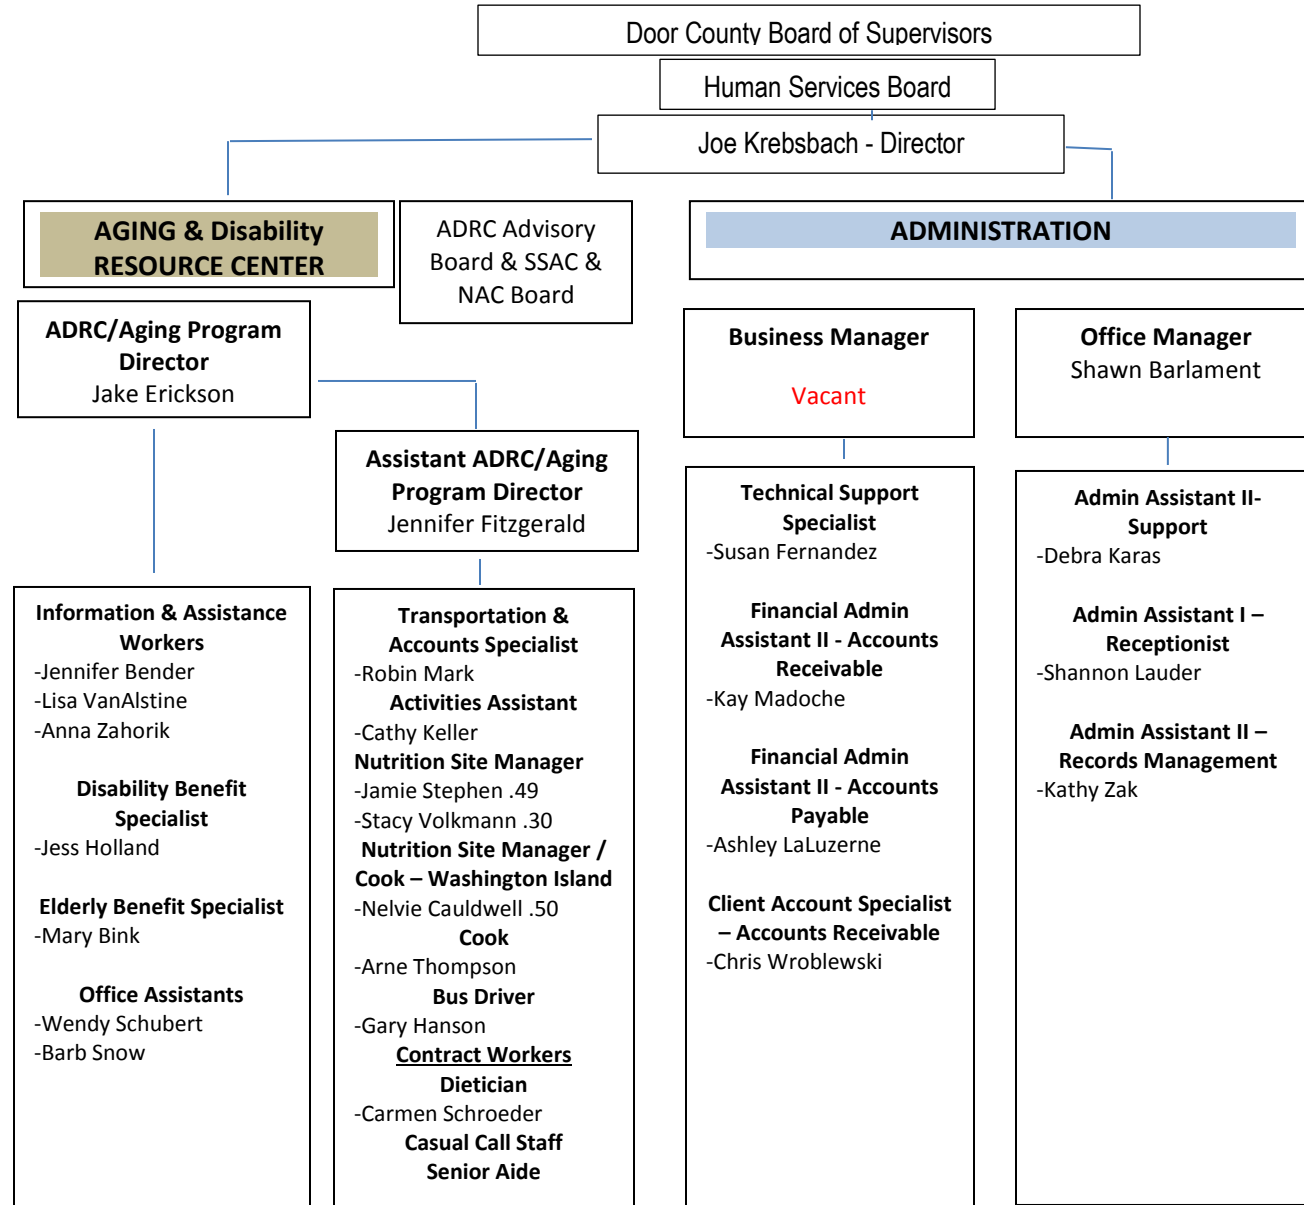 Door County Board of Supervisors
Human Services Board
Joe Krebsbach - Director
AGING & Disability
RESOURCE CENTER
ADRC Advisory
Board & SSAC &
NAC Board
ADMINISTRATION
ADRC/Aging Program
Director
Jake Erickson
Assistant ADRC/Aging
Program Director
Jennifer Fitzgerald
Business Manager
Vacant
Office Manager
Shawn Barlament
Information & Assistance
Workers
-Jennifer Bender
-Lisa VanAlstine
-Anna Zahorik
Disability Benefit
Specialist
-Jess Holland
Elderly Benefit Specialist
-Mary Bink
Office Assistants
-Wendy Schubert
-Barb Snow
Transportation &
Accounts Specialist
-Robin Mark
Activities Assistant
-Cathy Keller
Nutrition Site Manager
-Jamie Stephen .49
-Stacy Volkmann .30
Nutrition Site Manager /
Cook – Washington Island
-Nelvie Cauldwell .50
Cook
-Arne Thompson
Bus Driver
-Gary Hanson
Contract Workers
Dietician
-Carmen Schroeder
Casual Call Staff
Senior Aide
Technical Support
Specialist
-Susan Fernandez
Financial Admin
Assistant II - Accounts
Receivable
-Kay Madoche
Financial Admin
Assistant II - Accounts
Payable
-Ashley LaLuzerne
Client Account Specialist
– Accounts Receivable
-Chris Wroblewski
Admin Assistant II-
Support
-Debra Karas
Admin Assistant I –
Receptionist
-Shannon Lauder
Admin Assistant II –
Records Management
-Kathy Zak